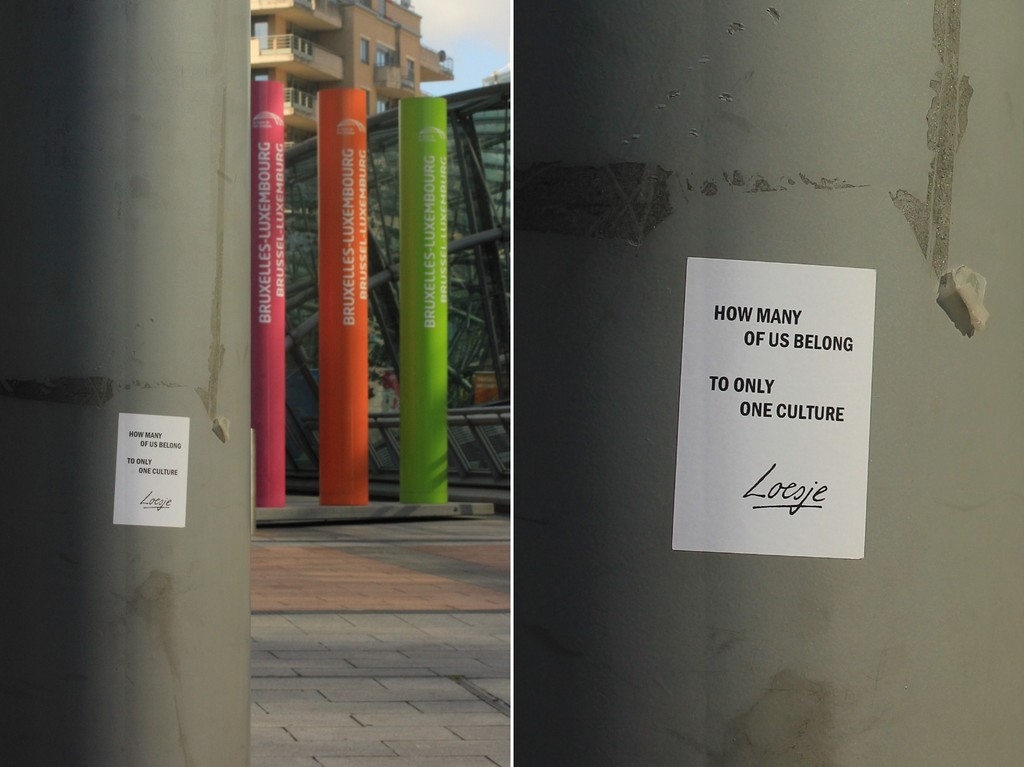 BRUXELLES-LUXEMBOURG
BRUSSEL-LUXEMBURG
BRUXELLES-LUXEMBOURG
BRUSSEL-LUXEMBURG
BRUXELLES-LUXEMBOURG
BRUSSEL-LUXEMBURG
HOW MANY
OF US BELONG
TO ONLY
ONE CULTURE
Loesje
HOW MANY
OF US BELONG
TO ONLY
ONE CULTURE
Loesje